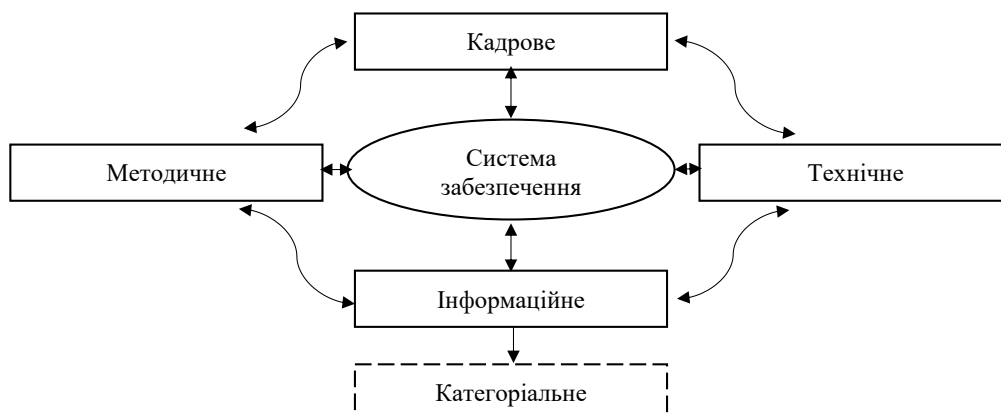 Кадрове
Методичне
Система
забезпечення
Технічне
Інформаційне
Категоріальне